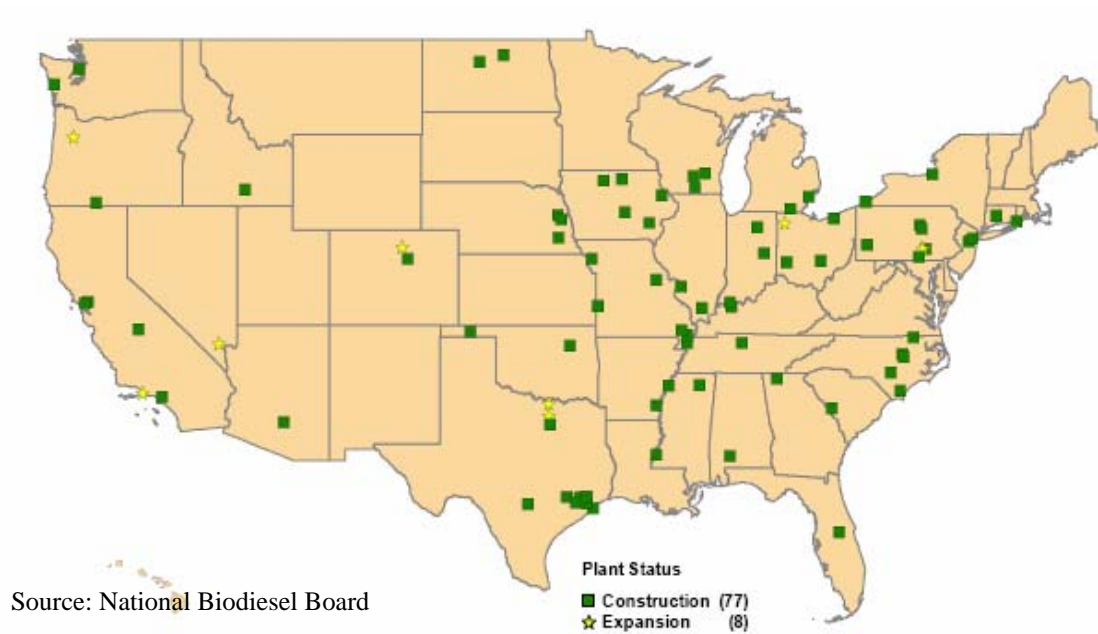 Plant Status
Construction (77)
Source: National Biodiesel Board
Expansion (8)